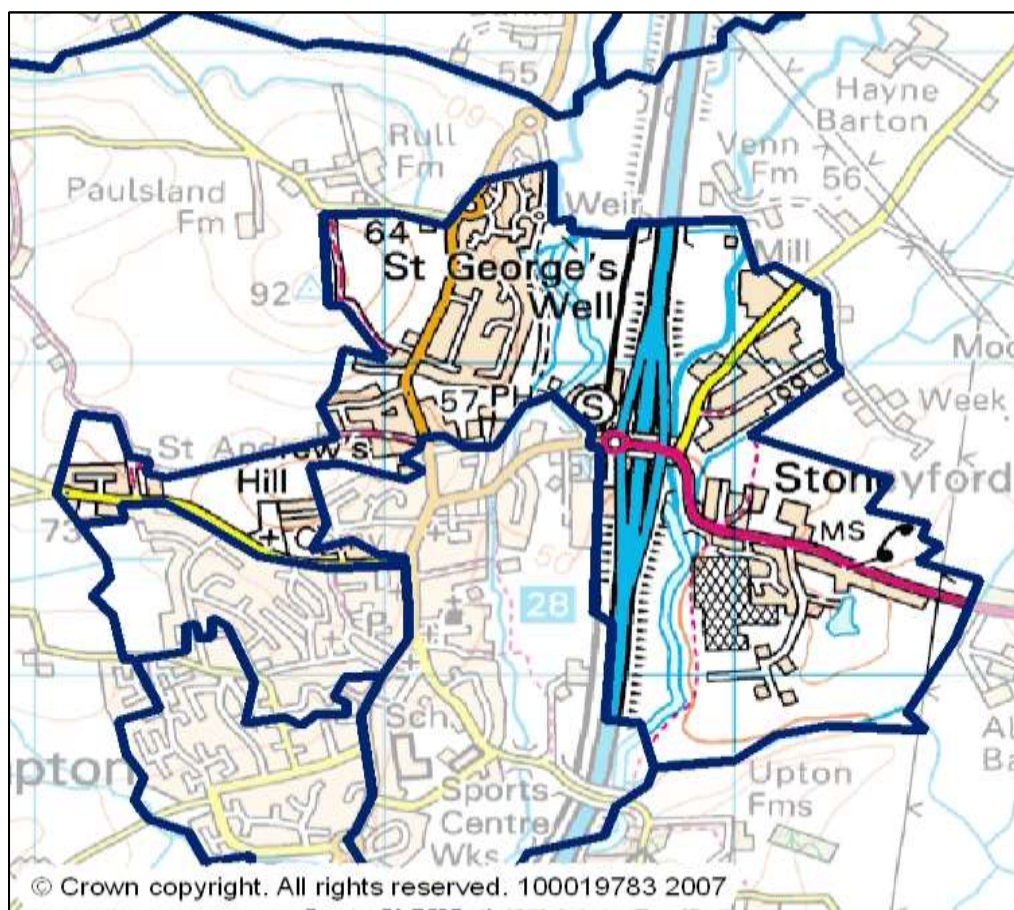 55
Hayne
Barton
Rull
Fm
Venn
Fm
56
Paulsland
Fm
Weir
64
St George's
Well
Mill
92
57
PH
S
Week
St Andrew's
Hill
Stoneyford
73
MS
28
Sch
Sports
Centre
Wks
Upton
Fms
© Crown copyright. All rights reserved. 100019783 2007